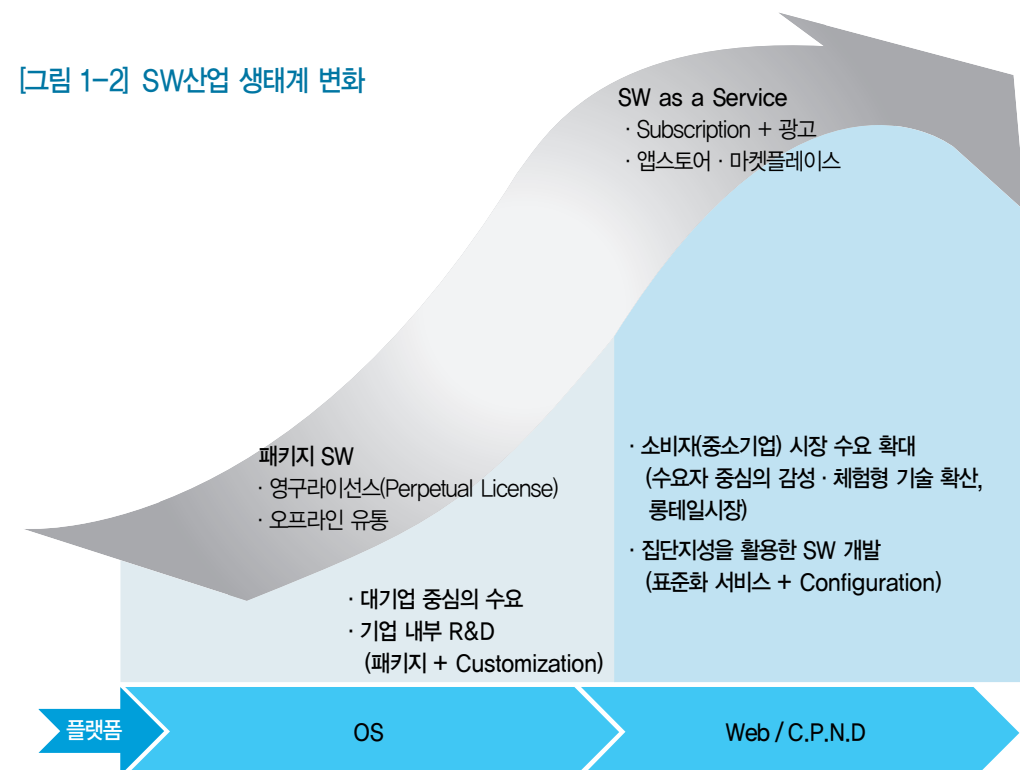 [그림 1-2] SW산업 생태계 변화
SW as a Service
· Subscription + 광고
· 앱스토어 · 마켓플레이스
패키지 SW
· 영구라이선스(Perpetual License)
· 오프라인 유통
· 대기업 중심의 수요
· 기업 내부 R&D
(패키지 + Customization)
· 소비자(중소기업) 시장 수요 확대
(수요자 중심의 감성 · 체험형 기술 확산,
롱테일시장)
· 집단지성을 활용한 SW 개발
(표준화 서비스 + Configuration)
플랫폼
OS
Web / C.P.N.D